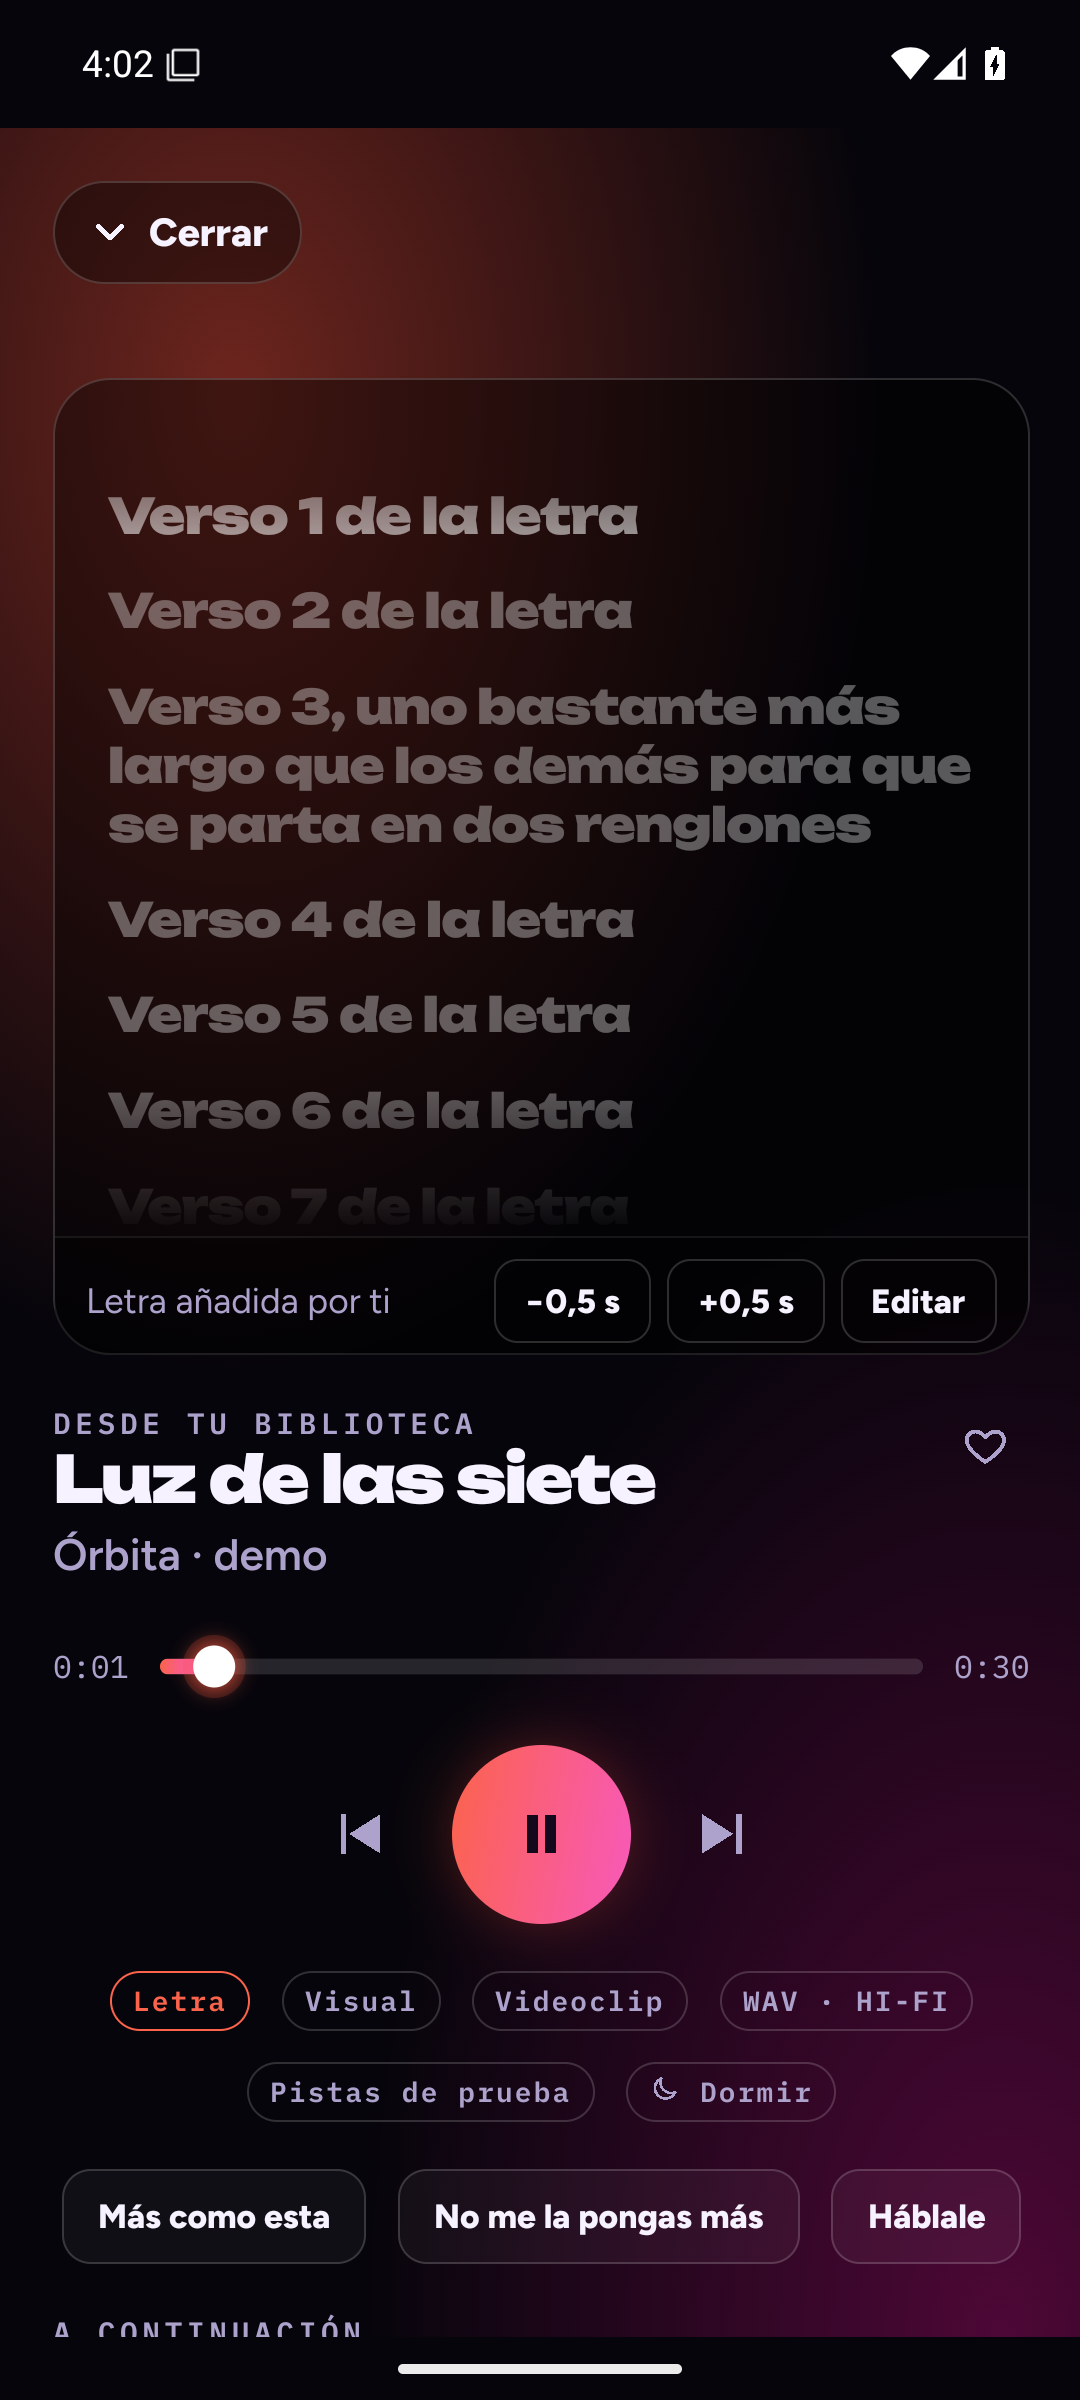 4:02
Cerrar
Verso 1 de la letra
Verso 2 de la letra
Verso 3, uno bastante más
largo que los demás para que
se parta en dos renglones
Verso 4 de la letra
Verso 5 de la letra
Verso 6 de la letra
Verso 7 de la letra
Letra añadida por ti
-0,5 s
+0,5 s
Editar
DESDE TU BIBLIOTECA
Luz de las siete
Órbita · demo
0:01
0:30
Letra
Visual
Videoclip
WAV · HI-FI
Pistas de prueba
Dormir
Más como esta
No me la pongas más
Háblale
A CONTINUACIÓN